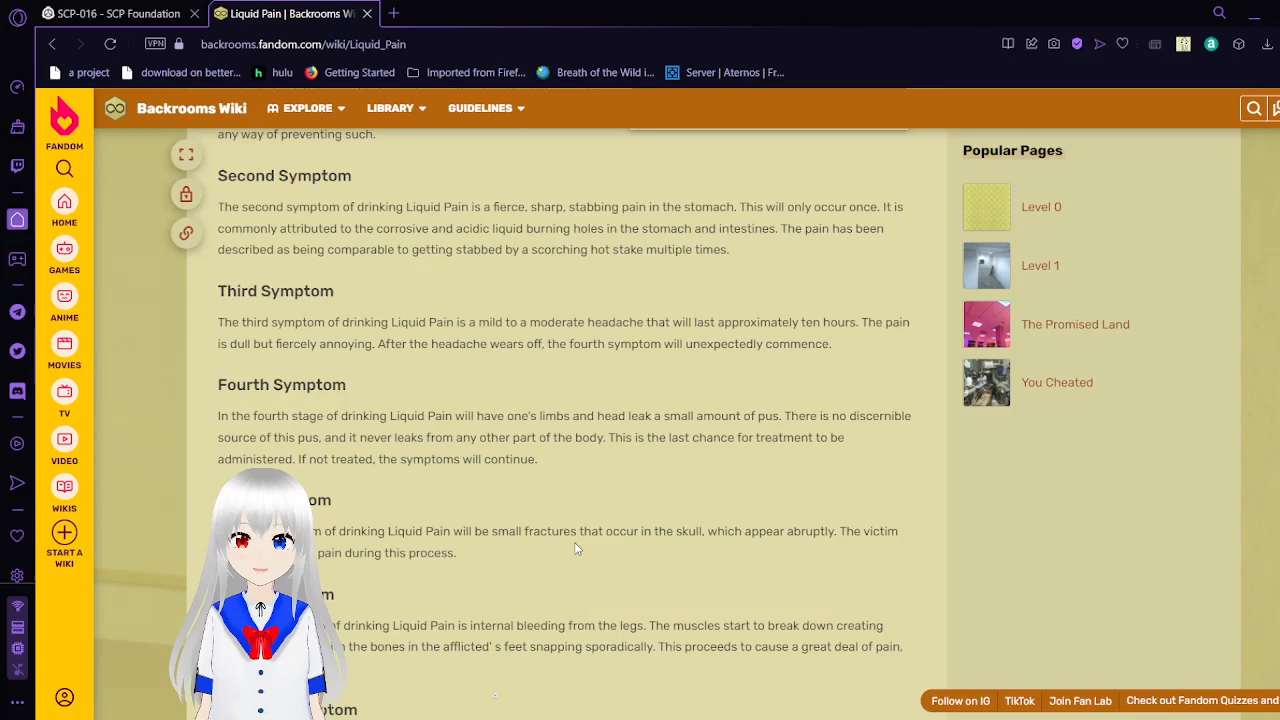 SCP-016 - SCP Foundation
Liquid Pain | Backrooms Wiki
VPN
backrooms.fandom.com/wiki/Liquid_Pain
a project
download on better...
hulu
Getting Started
Imported from Firef...
Breath of the Wild i...
Server | Aternos | Fr...
Backrooms Wiki
EXPLORE
LIBRARY
GUIDELINES
FANDOM
HOME
GAMES
ANIME
MOVIES
TV
VIDEO
WIKIS
START A
WIKI
any way of preventing such.
Second Symptom
The second symptom of drinking Liquid Pain is a fierce, sharp, stabbing pain in the stomach. This will only occur once. It is
commonly attributed to the corrosive and acidic liquid burning holes in the stomach and intestines. The pain has been
described as being comparable to getting stabbed by a scorching hot stake multiple times.
Third Symptom
The third symptom of drinking Liquid Pain is a mild to a moderate headache that will last approximately ten hours. The pain
is dull but fiercely annoying. After the headache wears off, the fourth symptom will unexpectedly commence.
Fourth Symptom
In the fourth stage of drinking Liquid Pain will have one's limbs and head leak a small amount of pus. There is no discernible
source of this pus, and it never leaks from any other part of the body. This is the last chance for treatment to be
administered. If not treated, the symptoms will continue.
om
m of drinking Liquid Pain will be small fractures that occur in the skull, which appear abruptly. The victim
pain during this process.
m
of drinking Liquid Pain is internal bleeding from the legs. The muscles start to break down creating
the bones in the afflicted' s feet snapping sporadically. This proceeds to cause a great deal of pain,
ptom
Popular Pages
Level 0
Level 1
The Promised Land
You Cheated
Follow on IG
TikTok
Join Fan Lab
Check out Fandom Quizzes and